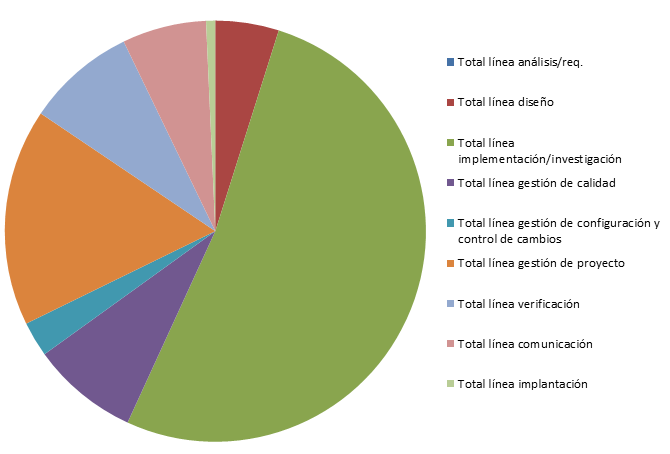 Total línea análisis/req.
Total línea diseño
Total línea
implementación/investigación
Total línea gestión de calidad
Total línea gestión de configuración y
control de cambios
Total línea gestión de proyecto
Total línea verificación
Total línea comunicación
Total línea implantación